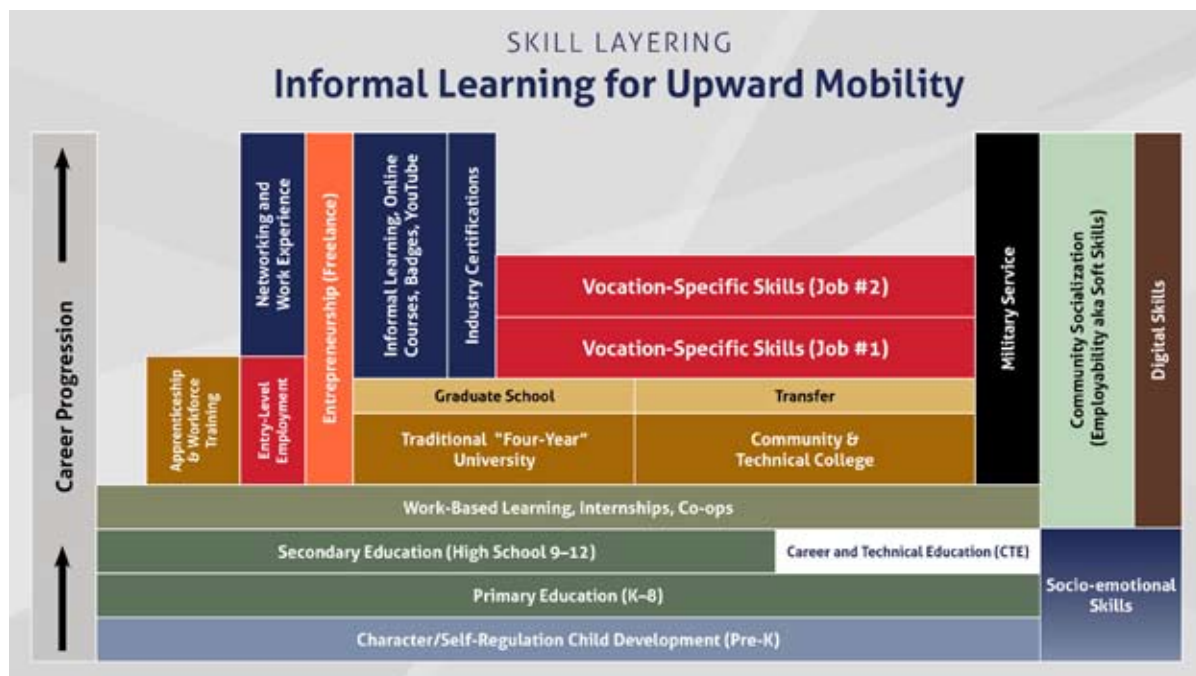 SKILL LAYERING
Informal Learning for Upward Mobility
Career Progression
Apprenticeship
& Workforce
Training
Networking and
Work Experience
Entry-Level
Employment
Entrepreneurship (Freelance)
Informal Learning, Online
Courses, Badges, YouTube
Industry Certifications
Vocation-Specific Skills (Job #2)
Vocation-Specific Skills (Job #1)
Graduate School
Transfer
Traditional "Four-Year"
University
Community &
Technical College
Military Service
Community Socialization
(Employability aka Soft Skills)
Digital Skills
Work-Based Learning, Internships, Co-ops
Secondary Education (High School 9–12)
Career and Technical Education (CTE)
Primary Education (K–8)
Socio-emotional
Skills
Character/Self-Regulation Child Development (Pre-K)